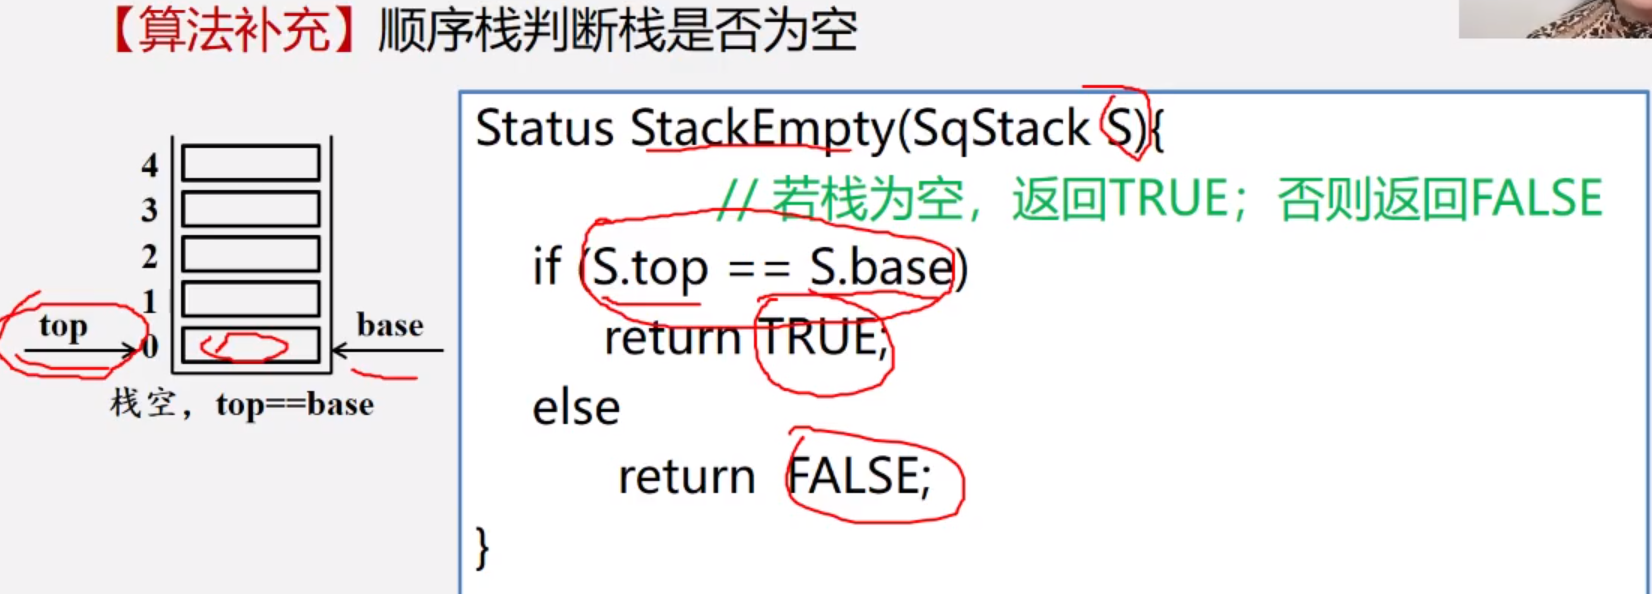 【算法补充】顺序栈判断栈是否为空
4
3
2
1
top
0
base
栈空，top==base
Status StackEmpty(SqStack S){
// 若栈为空，返回TRUE；否则返回FALSE
if (S.top == S.base)
return TRUE;
else
return FALSE;
}